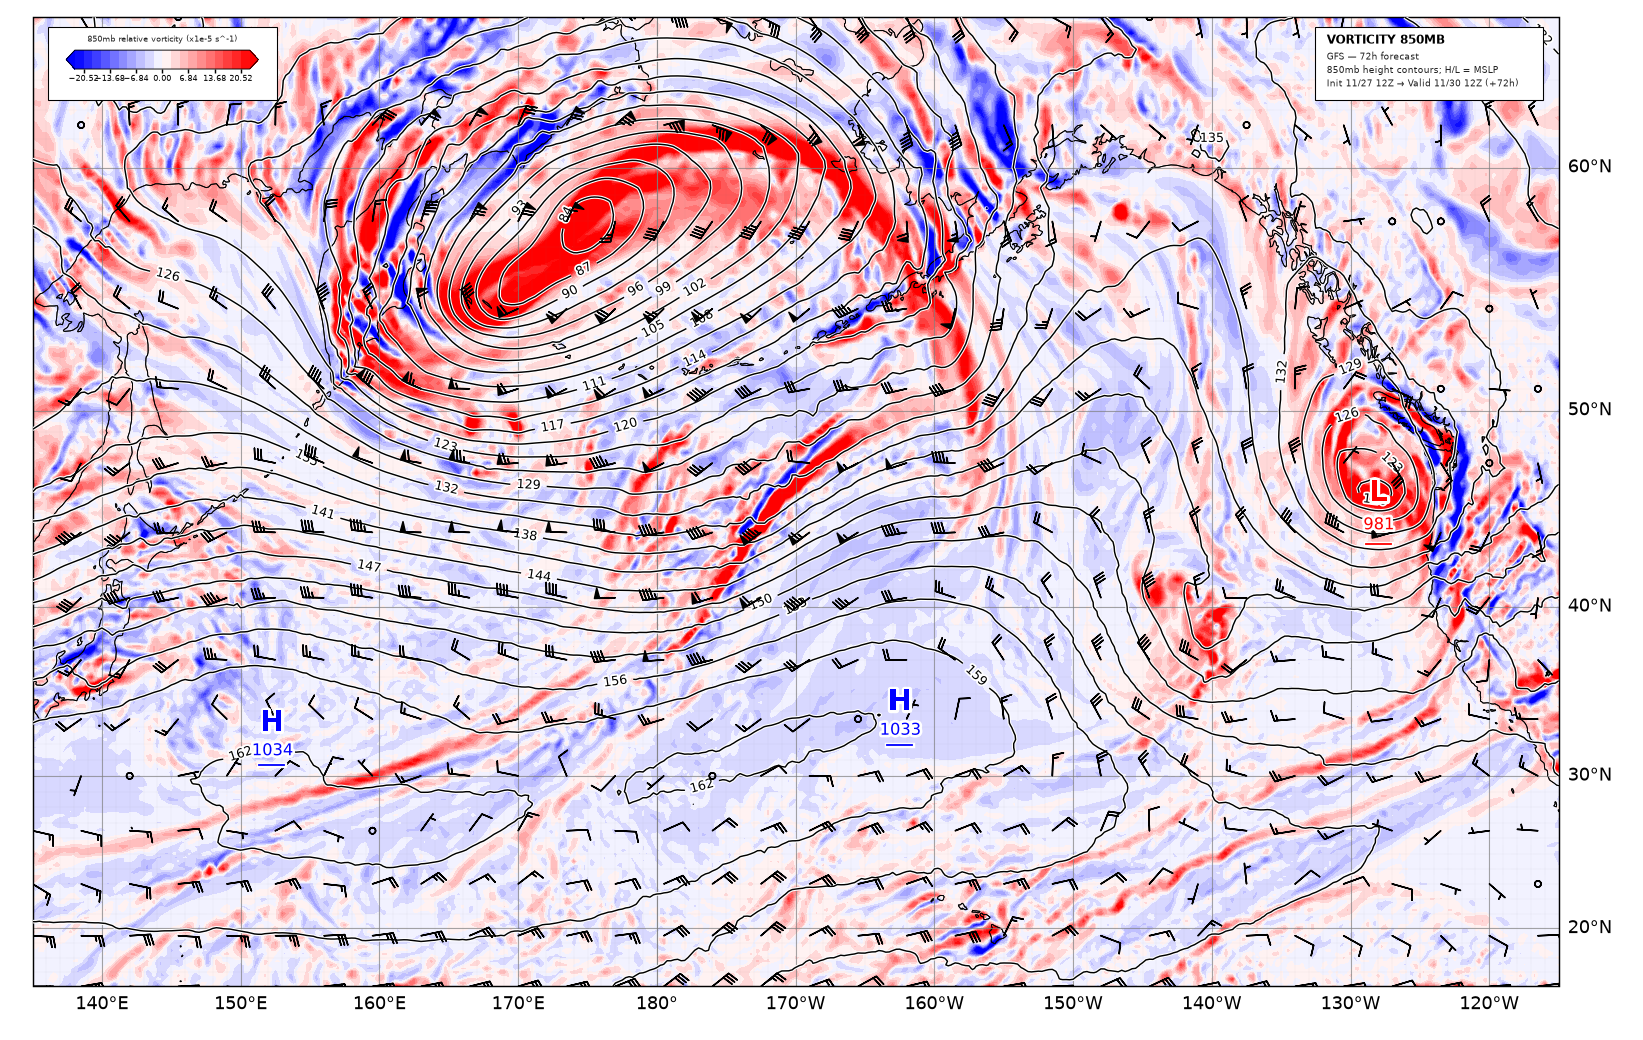 850mb relative vorticity (x1e-5 s^-1)
−20.52 −13.68 −6.84 0.00 6.84 13.68 20.52
VORTICITY 850MB
GFS — 72h forecast
850mb height contours; H/L = MSLP
Init 11/27 12Z → Valid 11/30 12Z (+72h)
135
60°N
93
84
126
87
90
96
99
102
105
108
114
132
129
111
50°N
126
117
120
123
123
135
132
129
L
981
141
138
147
144
150
153
40°N
159
156
H
1033
H
1034
162
162
30°N
20°N
140°E
150°E
160°E
170°E
180°
170°W
160°W
150°W
140°W
130°W
120°W